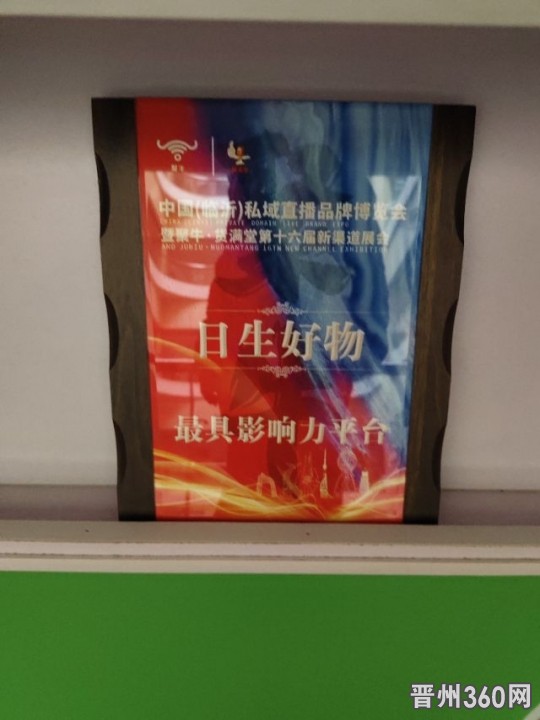 中国(临沂)私域直播品牌博览会
暨聚牛·货满堂第十六届新渠道展会
日生好物
最具影响力平台
晋州360网